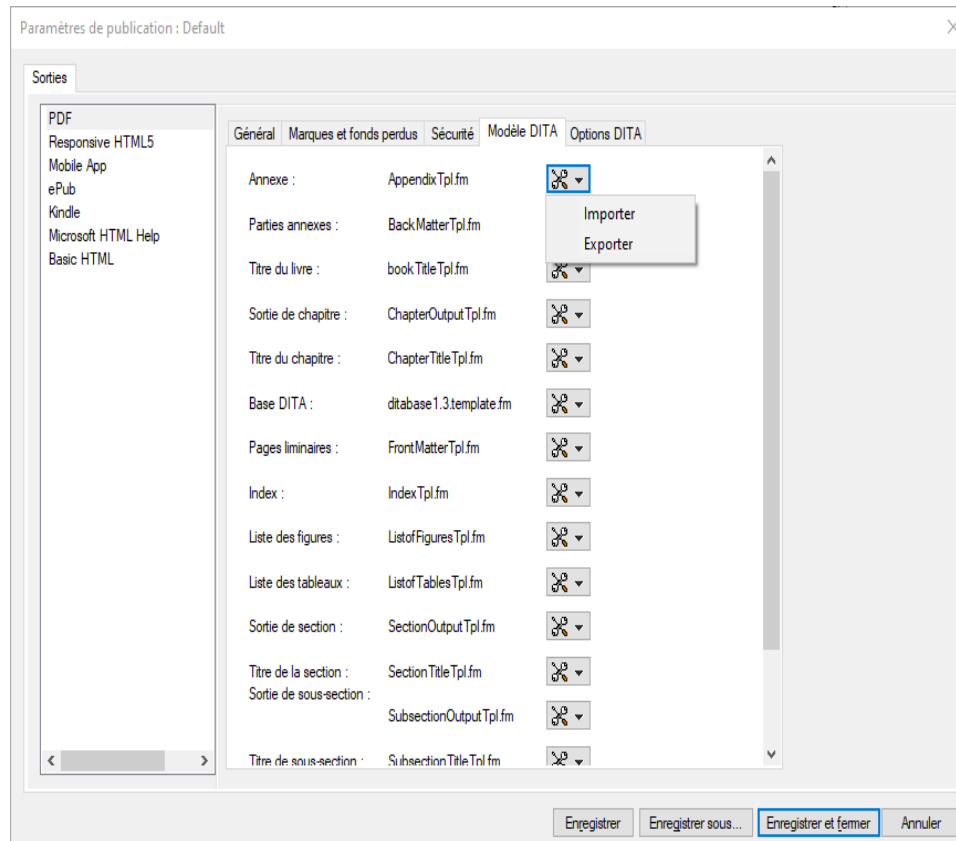 Paramètres de publication : Default
Sorties
PDF
Responsive HTML5
Mobile App
ePub
Kindle
Microsoft HTML Help
Basic HTML
Général Marques et fonds perdus Sécurité Modèle DITA Options DITA
Annexe : AppendixTpl.fm
Importer
Exporter
Parties annexes : BackMatterTpl.fm
Titre du livre : bookTitleTpl.fm
Sortie de chapitre : ChapterOutputTpl.fm
Titre du chapitre : ChapterTitleTpl.fm
Base DITA : ditabase1.3.template.fm
Pages liminaires : FrontMatterTpl.fm
Index : IndexTpl.fm
Liste des figures : ListofFiguresTpl.fm
Liste des tableaux : ListofTablesTpl.fm
Sortie de section : SectionOutputTpl.fm
Titre de la section : SectionTitleTpl.fm
Sortie de sous-section :
SubsectionOutputTpl.fm
Titre de sous-section : SubsectionTitleTpl.fm
Enregistrer Enregistrer sous... Enregistrer et fermer Annuler